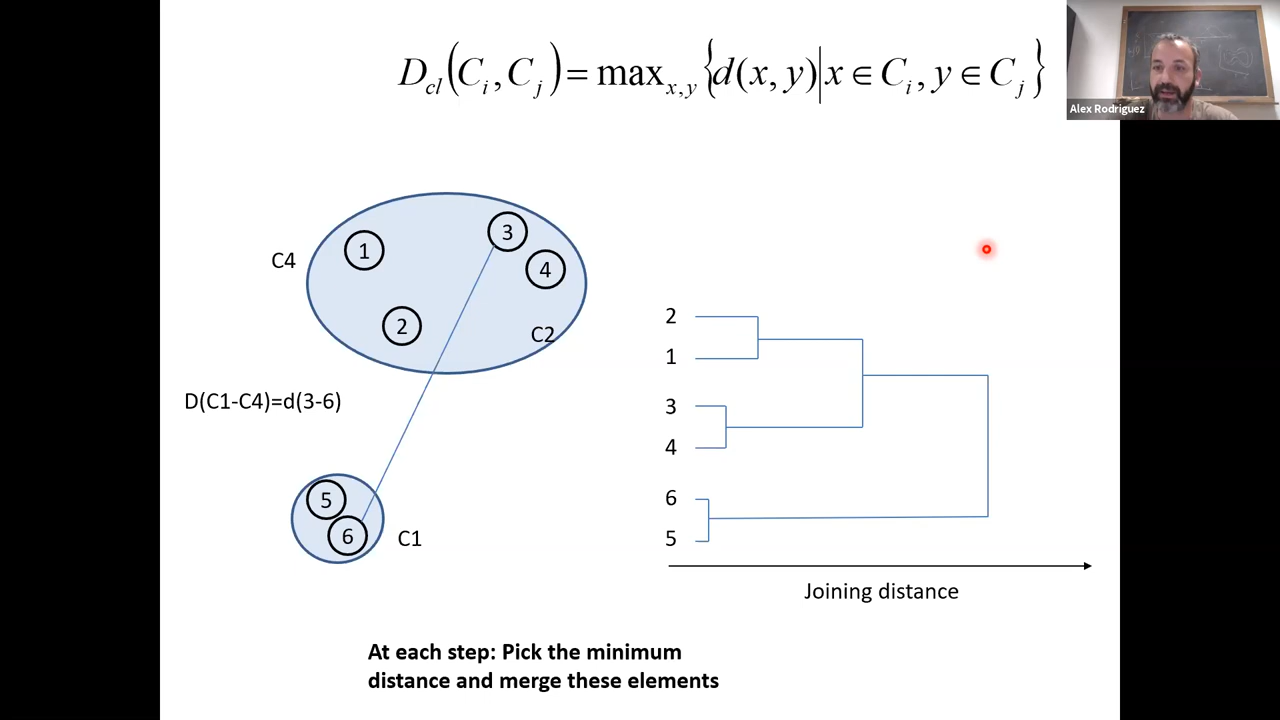 D_cl(C_i, C_j) = max_{x,y} {d(x, y)|x ∈ C_i, y ∈ C_j}
Alex Rodriguez
3
1
C4
4
2
C2
2
1
D(C1-C4)=d(3-6)
3
4
5
6
6
C1
5
Joining distance
At each step: Pick the minimum
distance and merge these elements